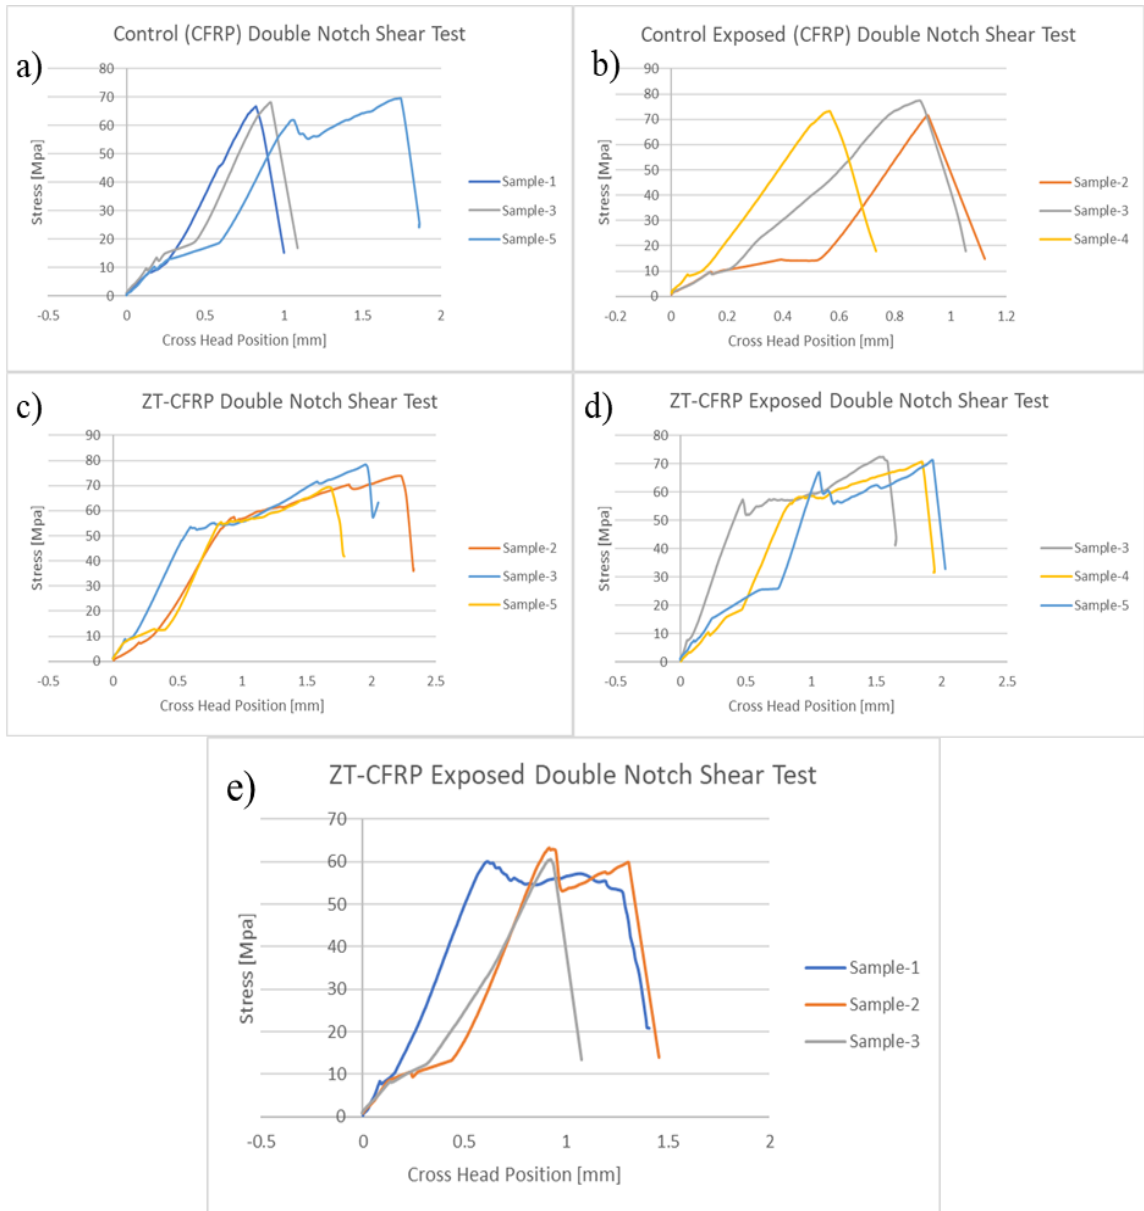 a)
Control (CFRP) Double Notch Shear Test
80
70
60
50
40
30
20
10
0
-0.5
0
0.5
1
1.5
2
Stress [Mpa]
Cross Head Position [mm]
Sample-1
Sample-3
Sample-5
b)
Control Exposed (CFRP) Double Notch Shear Test
90
80
70
60
50
40
30
20
10
0
-0.2
0
0.2
0.4
0.6
0.8
1
1.2
Stress [Mpa]
Cross Head Position [mm]
Sample-2
Sample-3
Sample-4
c)
ZT-CFRP Double Notch Shear Test
90
80
70
60
50
40
30
20
10
0
-0.5
0
0.5
1
1.5
2
2.5
Stress [Mpa]
Cross Head Position [mm]
Sample-2
Sample-3
Sample-5
d)
ZT-CFRP Exposed Double Notch Shear Test
80
70
60
50
40
30
20
10
0
-0.5
0
0.5
1
1.5
2
2.5
Stress [Mpa]
Cross Head Position [mm]
Sample-3
Sample-4
Sample-5
e)
ZT-CFRP Exposed Double Notch Shear Test
70
60
50
40
30
20
10
0
-0.5
0
0.5
1
1.5
2
Stress [Mpa]
Cross Head Position [mm]
Sample-1
Sample-2
Sample-3